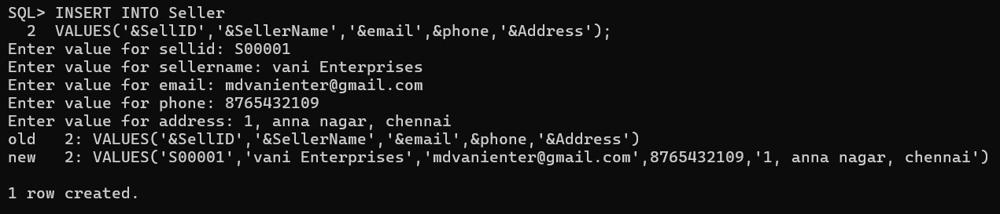 SQL> INSERT INTO Seller
  2  VALUES('&SellID','&SellerName','&email',&phone,'&Address');
Enter value for sellid: S00001
Enter value for sellername: vani Enterprises
Enter value for email: mdvanienter@gmail.com
Enter value for phone: 8765432109
Enter value for address: 1, anna nagar, chennai
old   2: VALUES('&SellID','&SellerName','&email',&phone,'&Address')
new   2: VALUES('S00001','vani Enterprises','mdvanienter@gmail.com',8765432109,'1, anna nagar, chennai')
1 row created.